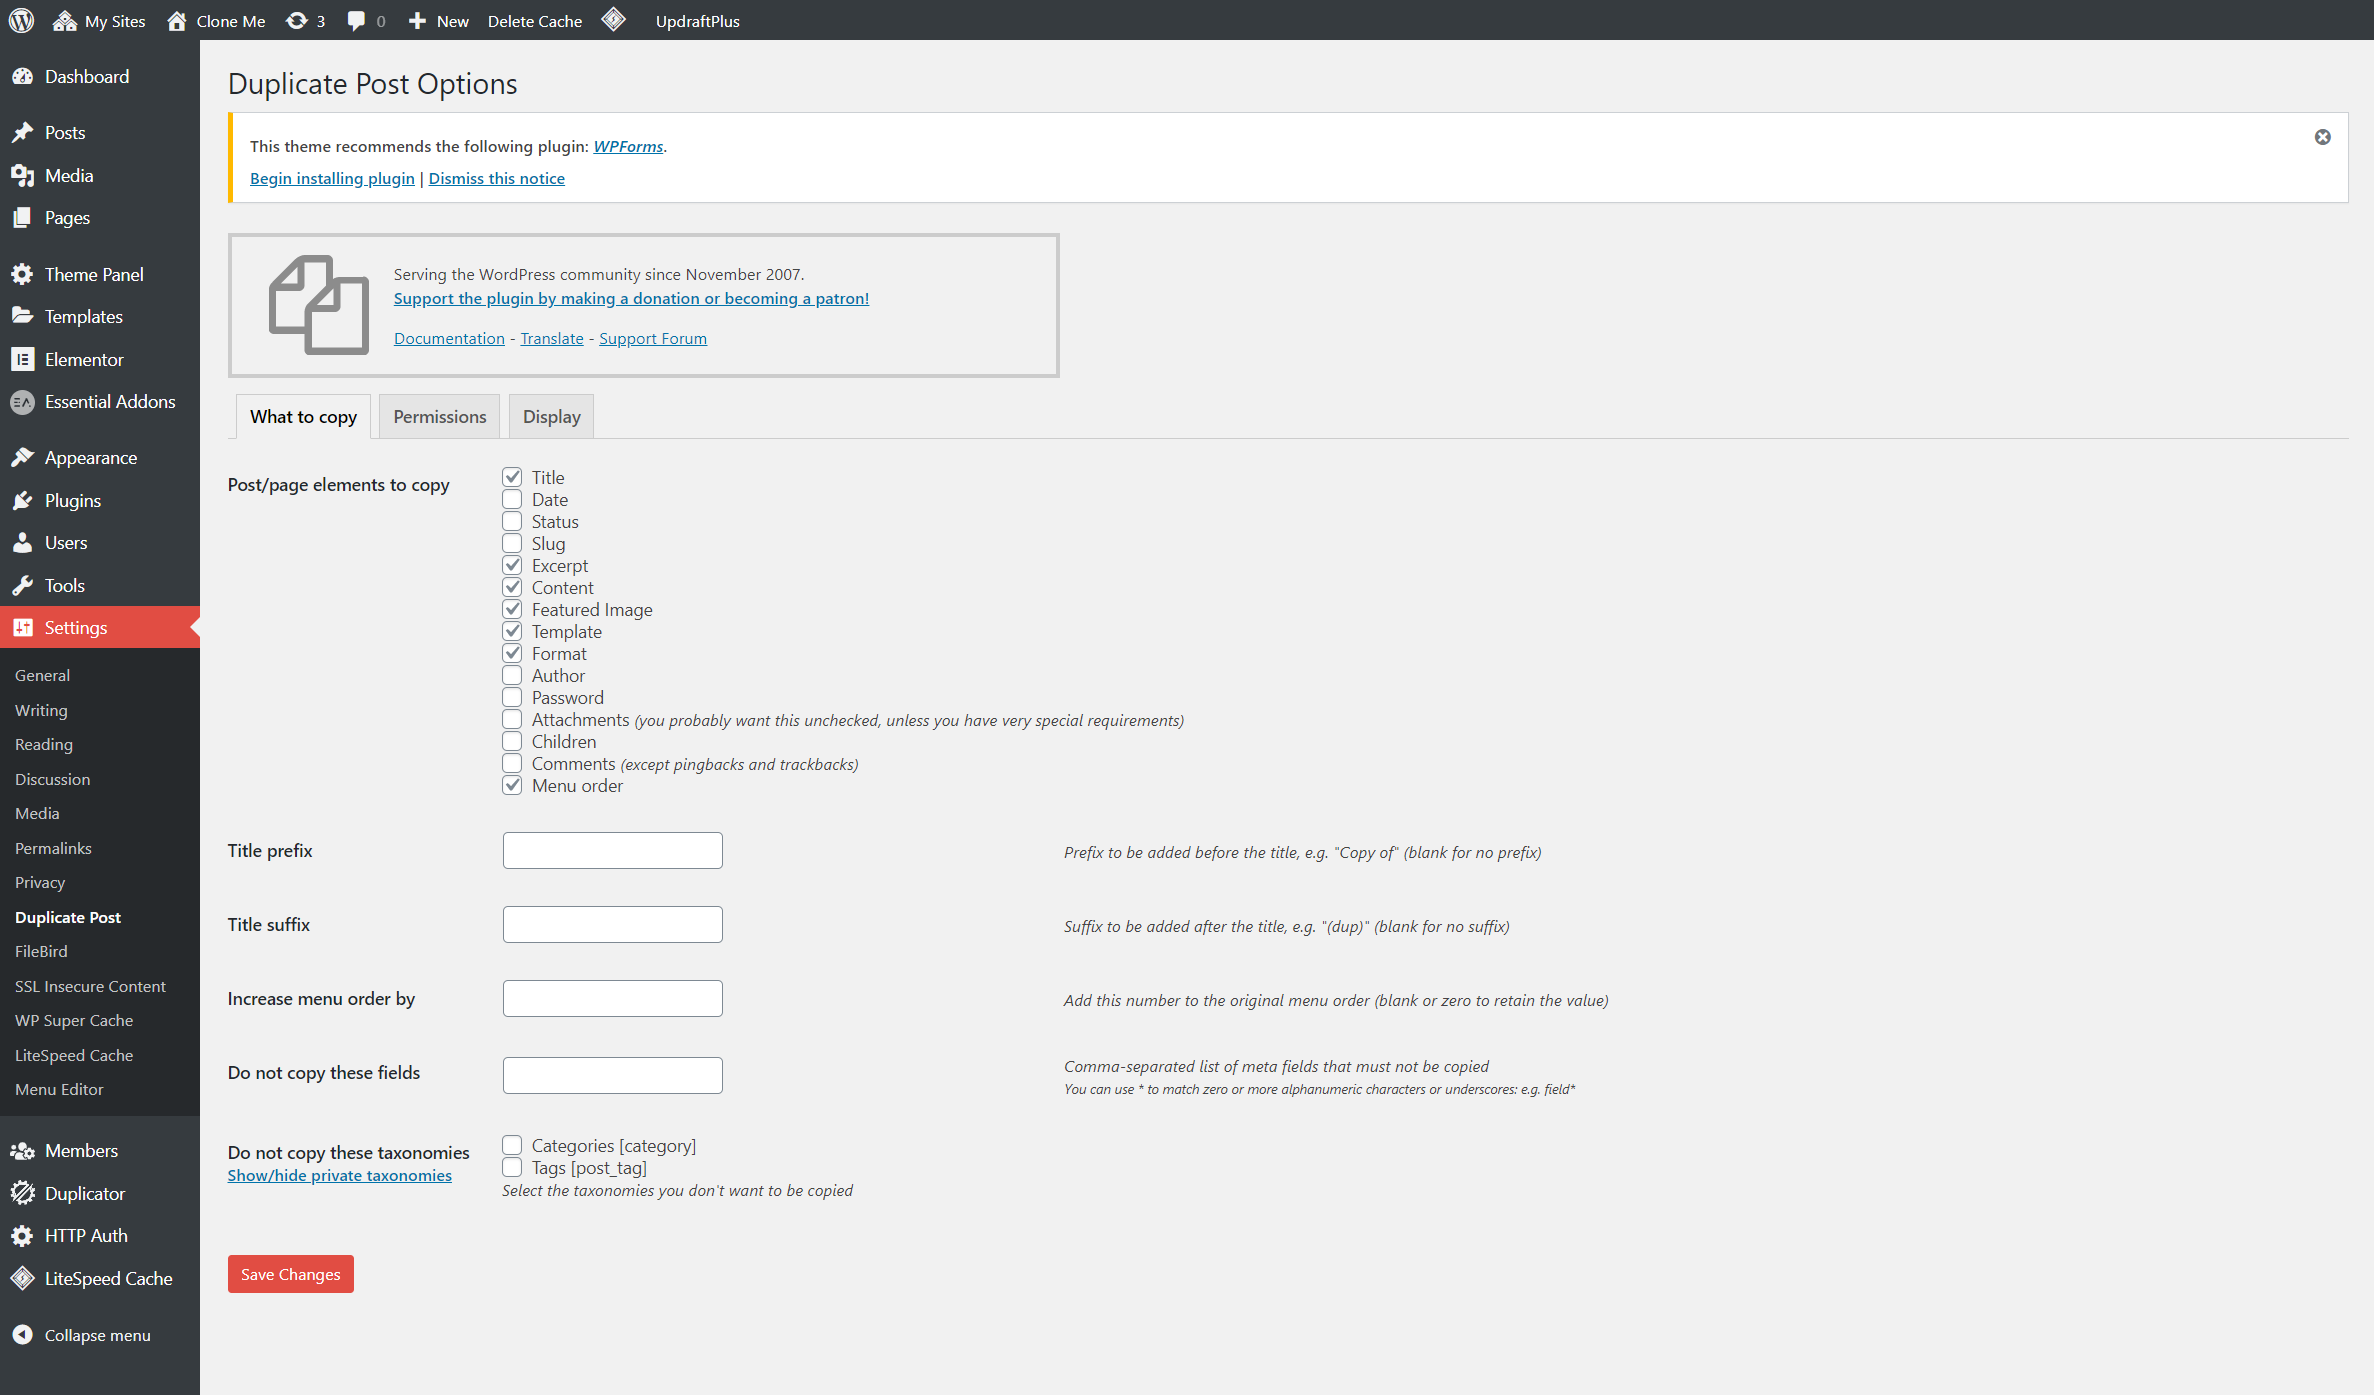 My Sites Clone Me 3 0 New Delete Cache UpdraftPlus
Dashboard
Posts
Media
Pages
Theme Panel
Templates
Elementor
Essential Addons
Appearance
Plugins
Users
Tools
Settings
General
Writing
Reading
Discussion
Media
Permalinks
Privacy
Duplicate Post
FileBird
SSL Insecure Content
WP Super Cache
LiteSpeed Cache
Menu Editor
Members
Duplicator
HTTP Auth
LiteSpeed Cache
Collapse menu
Duplicate Post Options
This theme recommends the following plugin: WPForms.
Begin installing plugin | Dismiss this notice
Serving the WordPress community since November 2007.
Support the plugin by making a donation or becoming a patron!
Documentation - Translate - Support Forum
What to copy Permissions Display
Post/page elements to copy
Title
Date
Status
Slug
Excerpt
Content
Featured Image
Template
Format
Author
Password
Attachments (you probably want this unchecked, unless you have very special requirements)
Children
Comments (except pingbacks and trackbacks)
Menu order
Title prefix
Prefix to be added before the title, e.g. "Copy of" (blank for no prefix)
Title suffix
Suffix to be added after the title, e.g. "(dup)" (blank for no suffix)
Increase menu order by
Add this number to the original menu order (blank or zero to retain the value)
Do not copy these fields
Comma-separated list of meta fields that must not be copied
You can use * to match zero or more alphanumeric characters or underscores: e.g. field*
Do not copy these taxonomies
Show/hide private taxonomies
Categories [category]
Tags [post_tag]
Select the taxonomies you don't want to be copied
Save Changes